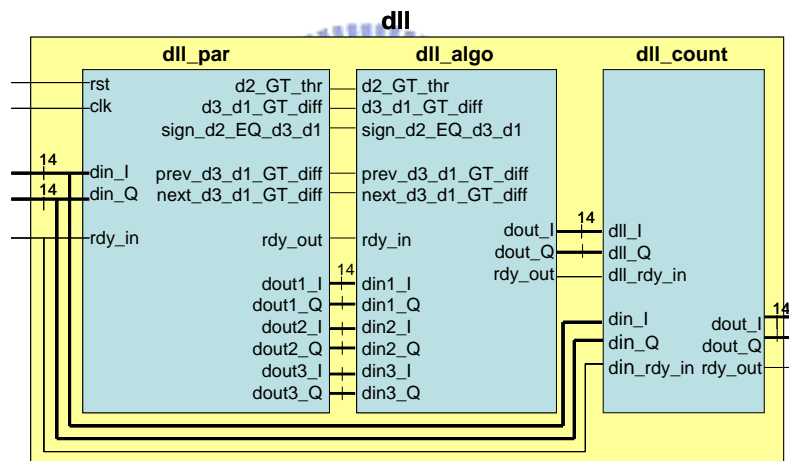 dll
dll_par
dll_algo
dll_count
rst
clk
14
din_I
14
din_Q
rdy_in
d2_GT_thr
d3_d1_GT_diff
sign_d2_EQ_d3_d1
prev_d3_d1_GT_diff
next_d3_d1_GT_diff
rdy_out
dout1_I
dout1_Q
dout2_I
dout2_Q
dout3_I
dout3_Q
14
d2_GT_thr
d3_d1_GT_diff
sign_d2_EQ_d3_d1
prev_d3_d1_GT_diff
next_d3_d1_GT_diff
rdy_in
din1_I
din1_Q
din2_I
din2_Q
din3_I
din3_Q
dout_I
dout_Q
rdy_out
14
dll_I
dll_Q
dll_rdy_in
din_I
din_Q
din_rdy_in
dout_I
dout_Q
rdy_out
14